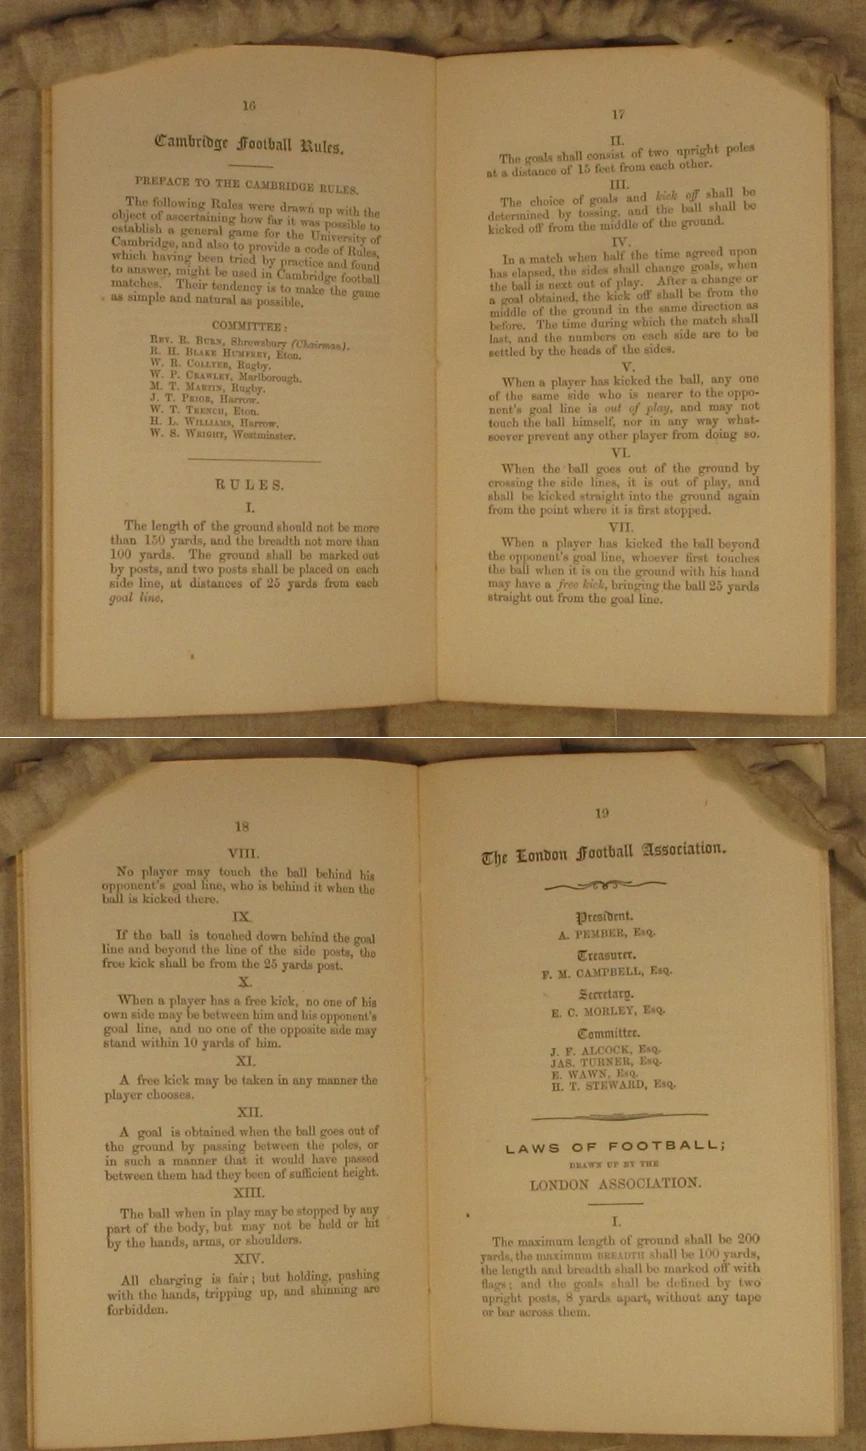 16
Cambridge Football Rules.
PREFACE TO THE CAMBRIDGE RULES.
The following Rules were drawn up with the
object of ascertaining how far it was possible to
establish a general game for the University of
Cambridge, and also to provide a code of Rules,
which having been tried by practice and found
to answer, might be used in Cambridge football
matches. Their tendency is to make the game
as simple and natural as possible.
COMMITTEE:
REV. R. BURN, Shrewsbury (Chairman).
R. H. BLAKE HUMFREY, Eton.
W. R. COLLYER, Rugby.
W. P. CRAWLEY, Marlborough.
M. T. MARTIN, Rugby.
J. T. PRIOR, Harrow.
W. T. TRENCH, Eton.
H. L. WILLIAMS, Harrow.
W. S. WRIGHT, Westminster.
RULES.
I.
The length of the ground should not be more
than 150 yards, and the breadth not more than
100 yards. The ground shall be marked out
by posts, and two posts shall be placed on each
side line, at distances of 25 yards from each
goal line.
17
II.
The goals shall consist of two upright poles
at a distance of 15 feet from each other.
III.
The choice of goals and kick off shall be
determined by tossing, and the ball shall be
kicked off from the middle of the ground.
IV.
In a match when half the time agreed upon
has elapsed, the sides shall change goals, when
the ball is next out of play. After a change or
a goal obtained, the kick off shall be from the
middle of the ground in the same direction as
before. The time during which the match shall
last, and the numbers on each side are to be
settled by the heads of the sides.
V.
When a player has kicked the ball, any one
of the same side who is nearer to the oppo-
nent's goal line is out of play, and may not
touch the ball himself, nor in any way what-
soever prevent any other player from doing so.
VI.
When the ball goes out of the ground by
crossing the side lines, it is out of play, and
shall be kicked straight into the ground again
from the point where it is first stopped.
VII.
When a player has kicked the ball beyond
the opponent's goal line, whoever first touches
the ball when it is on the ground with his hand
may have a free kick, bringing the ball 25 yards
straight out from the goal line.
18
VIII.
No player may touch the ball behind his
opponent's goal line, who is behind it when the
ball is kicked there.
IX.
If the ball is touched down behind the goal
line and beyond the line of the side posts, the
free kick shall be from the 25 yards post.
X.
When a player has a free kick, no one of his
own side may be between him and his opponent's
goal line, and no one of the opposite side may
stand within 10 yards of him.
XI.
A free kick may be taken in any manner the
player chooses.
XII.
A goal is obtained when the ball goes out of
the ground by passing between the poles, or
in such a manner that it would have passed
between them had they been of sufficient height.
XIII.
The ball when in play may be stopped by any
part of the body, but may not be held or hit
by the hands, arms, or shoulders.
XIV.
All charging is fair; but holding, pushing
with the hands, tripping up, and shinning are
forbidden.
19
The London Football Association.
President.
A. PEMBER, Esq.
Treasurer.
F. M. CAMPBELL, Esq.
Secretary.
E. C. MORLEY, Esq.
Committee.
J. F. ALCOCK, Esq.
JAS. TURNER, Esq.
E. WAWN, Esq.
H. T. STEWARD, Esq.
LAWS OF FOOTBALL;
DRAWN UP BY THE
LONDON ASSOCIATION.
I.
The maximum length of ground shall be 200
yards, the maximum BREADTH shall be 100 yards,
the length and breadth shall be marked off with
flags; and the goals shall be defined by two
upright posts, 8 yards apart, without any tape
or bar across them.